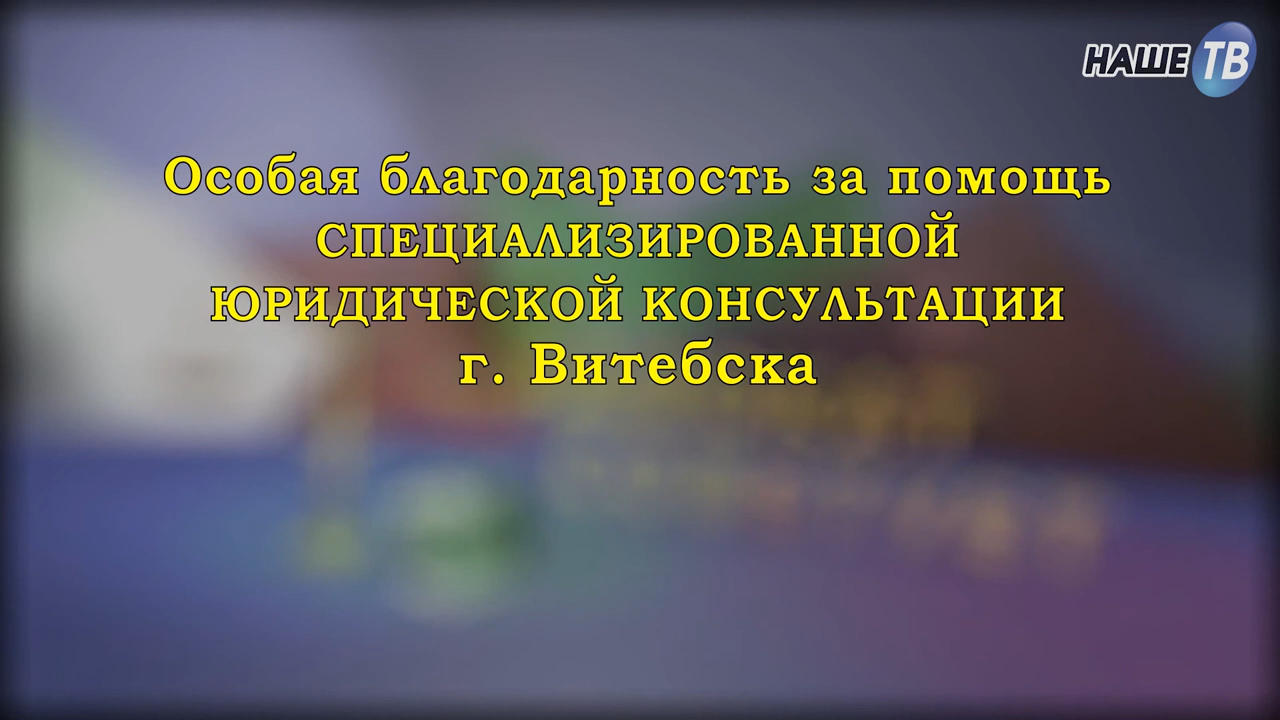 НАШЕ ТВ
Особая благодарность за помощь
СПЕЦИАЛИЗИРОВАННОЙ
ЮРИДИЧЕСКОЙ КОНСУЛЬТАЦИИ
г. Витебска